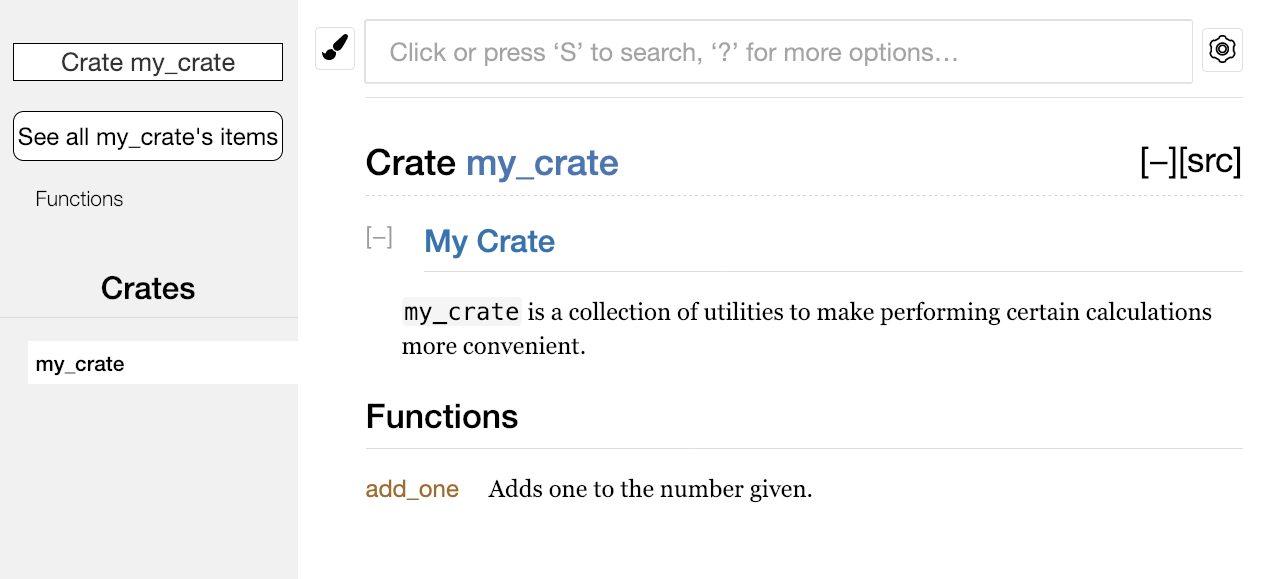 Crate my_crate
See all my_crate's items
Functions
Crates
my_crate
Click or press ‘S’ to search, ‘?’ for more options…
Crate my_crate
[−][src]
[−]
My Crate
my_crate is a collection of utilities to make performing certain calculations
more convenient.
Functions
add_one Adds one to the number given.